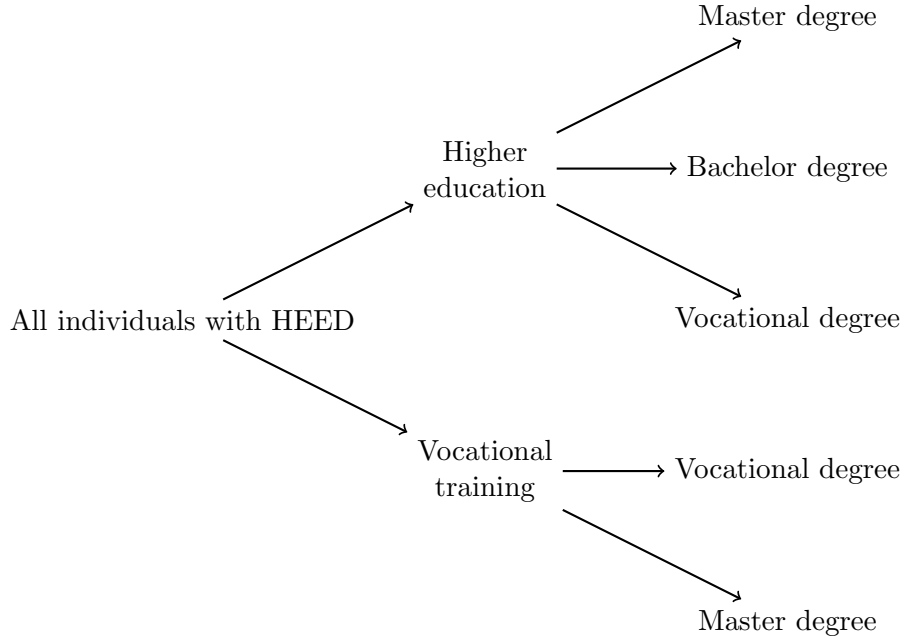 Master degree
Higher
education
Bachelor degree
Vocational degree
All individuals with HEED
Vocational
training
Vocational degree
Master degree